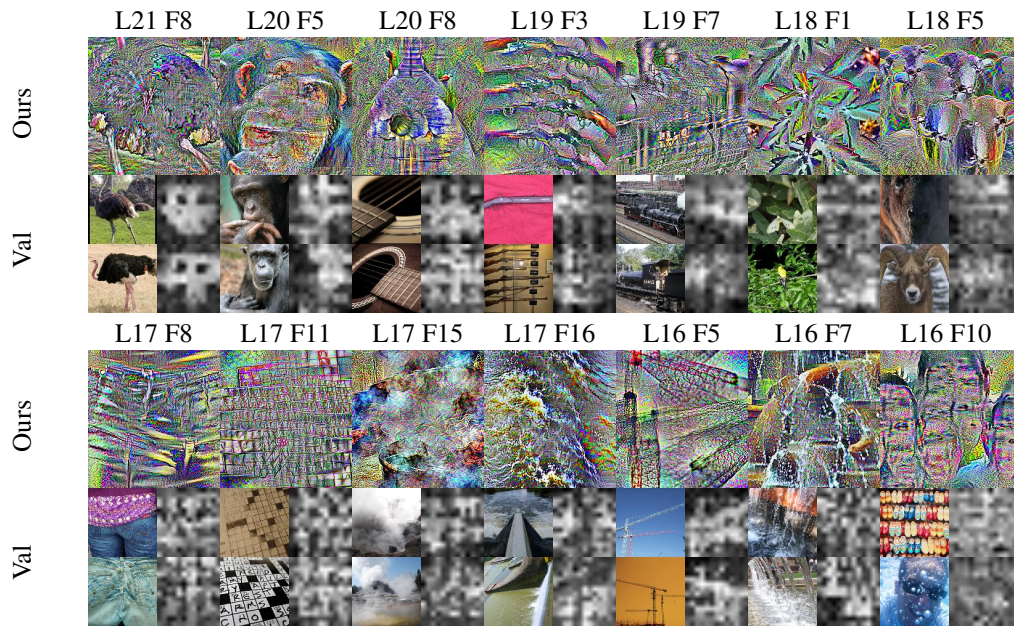 L21 F8 L20 F5 L20 F8 L19 F3 L19 F7 L18 F1 L18 F5
Ours
Val
L17 F8 L17 F11 L17 F15 L17 F16 L16 F5 L16 F7 L16 F10
Ours
Val